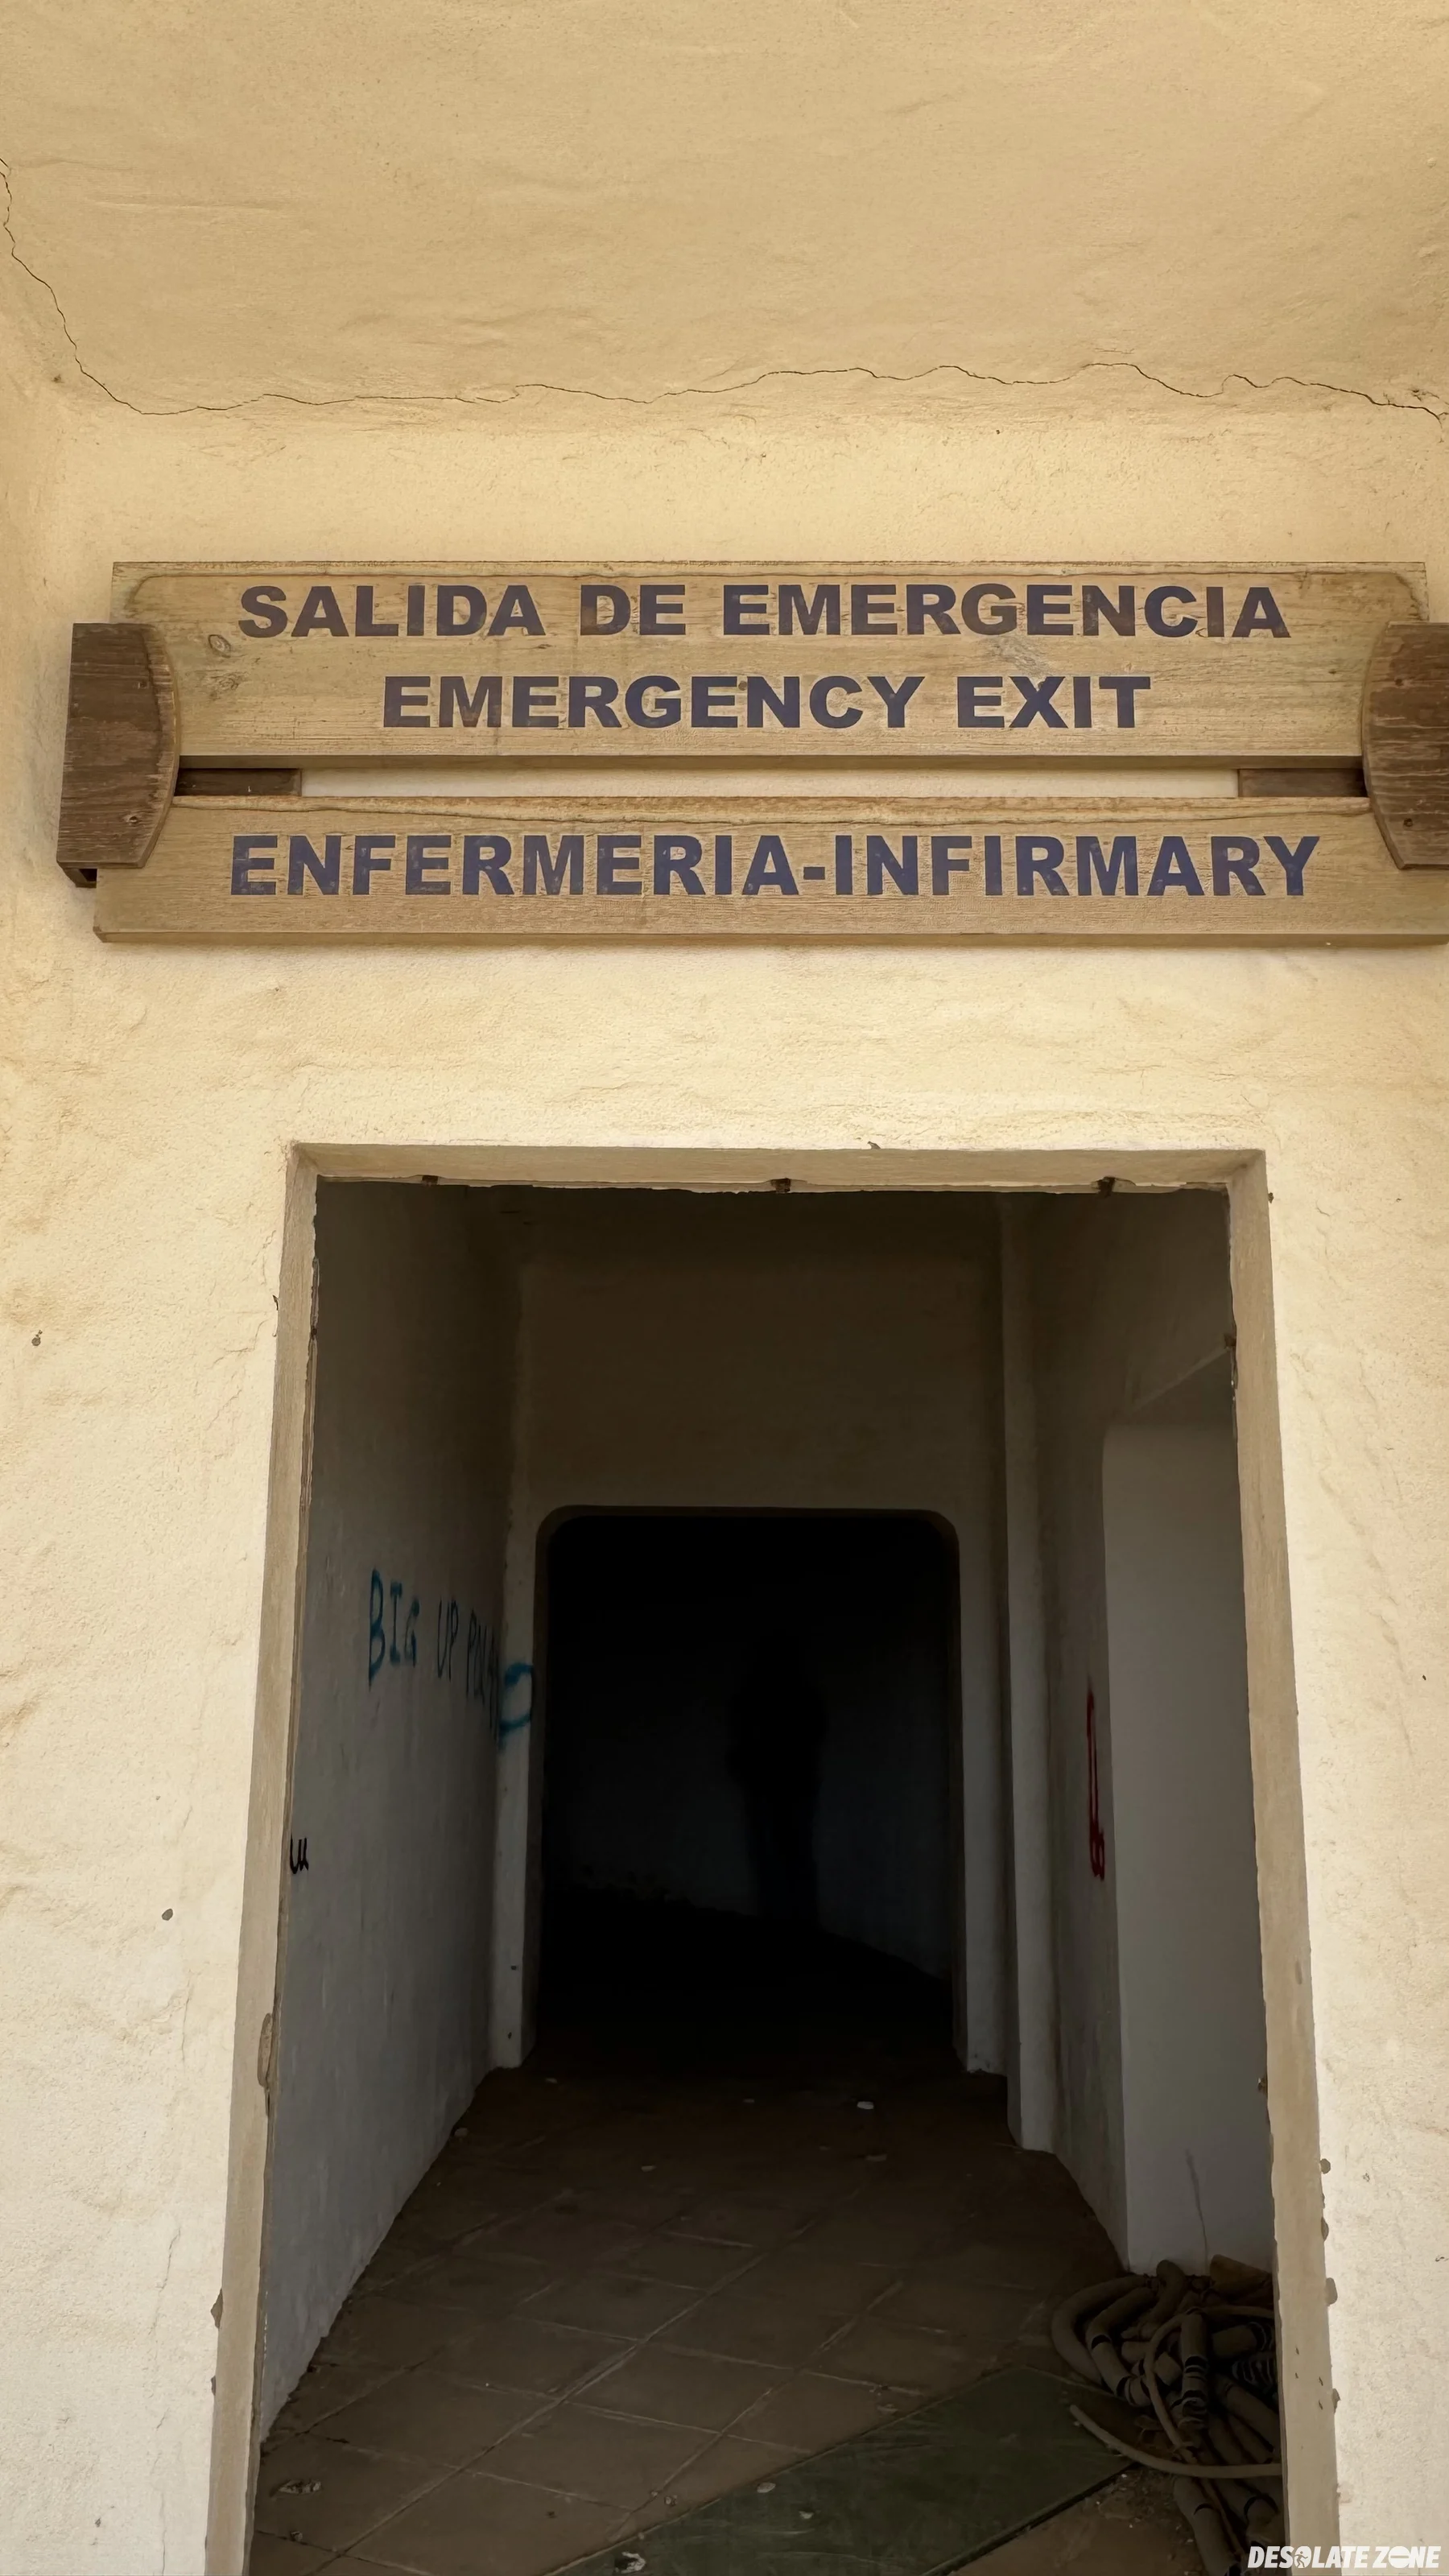 SALIDA DE EMERGENCIA
EMERGENCY EXIT
ENFERMERIA-INFIRMARY
BIG UP
DESOLATE ZONE